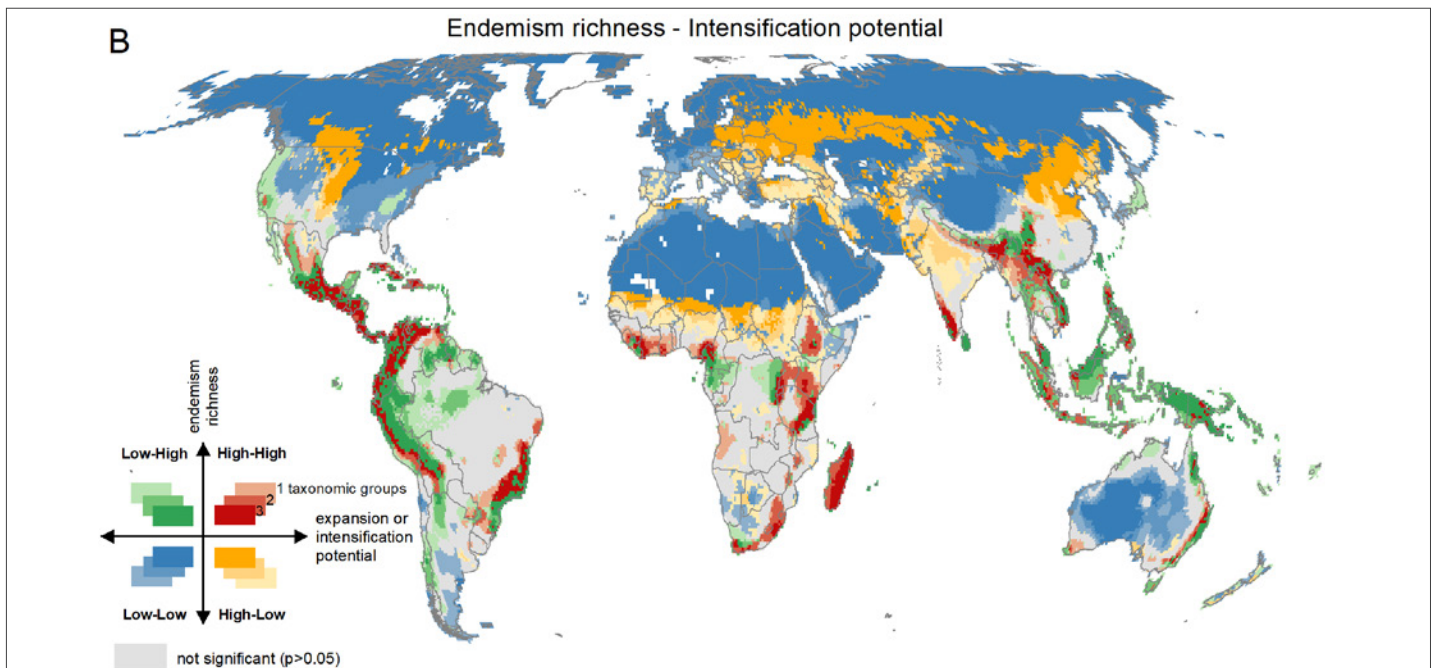 B
Endemism richness - Intensification potential
endemism
richness
Low-High
High-High
1 taxonomic groups
2
3
expansion or
intensification
potential
Low-Low
High-Low
not significant (p>0.05)